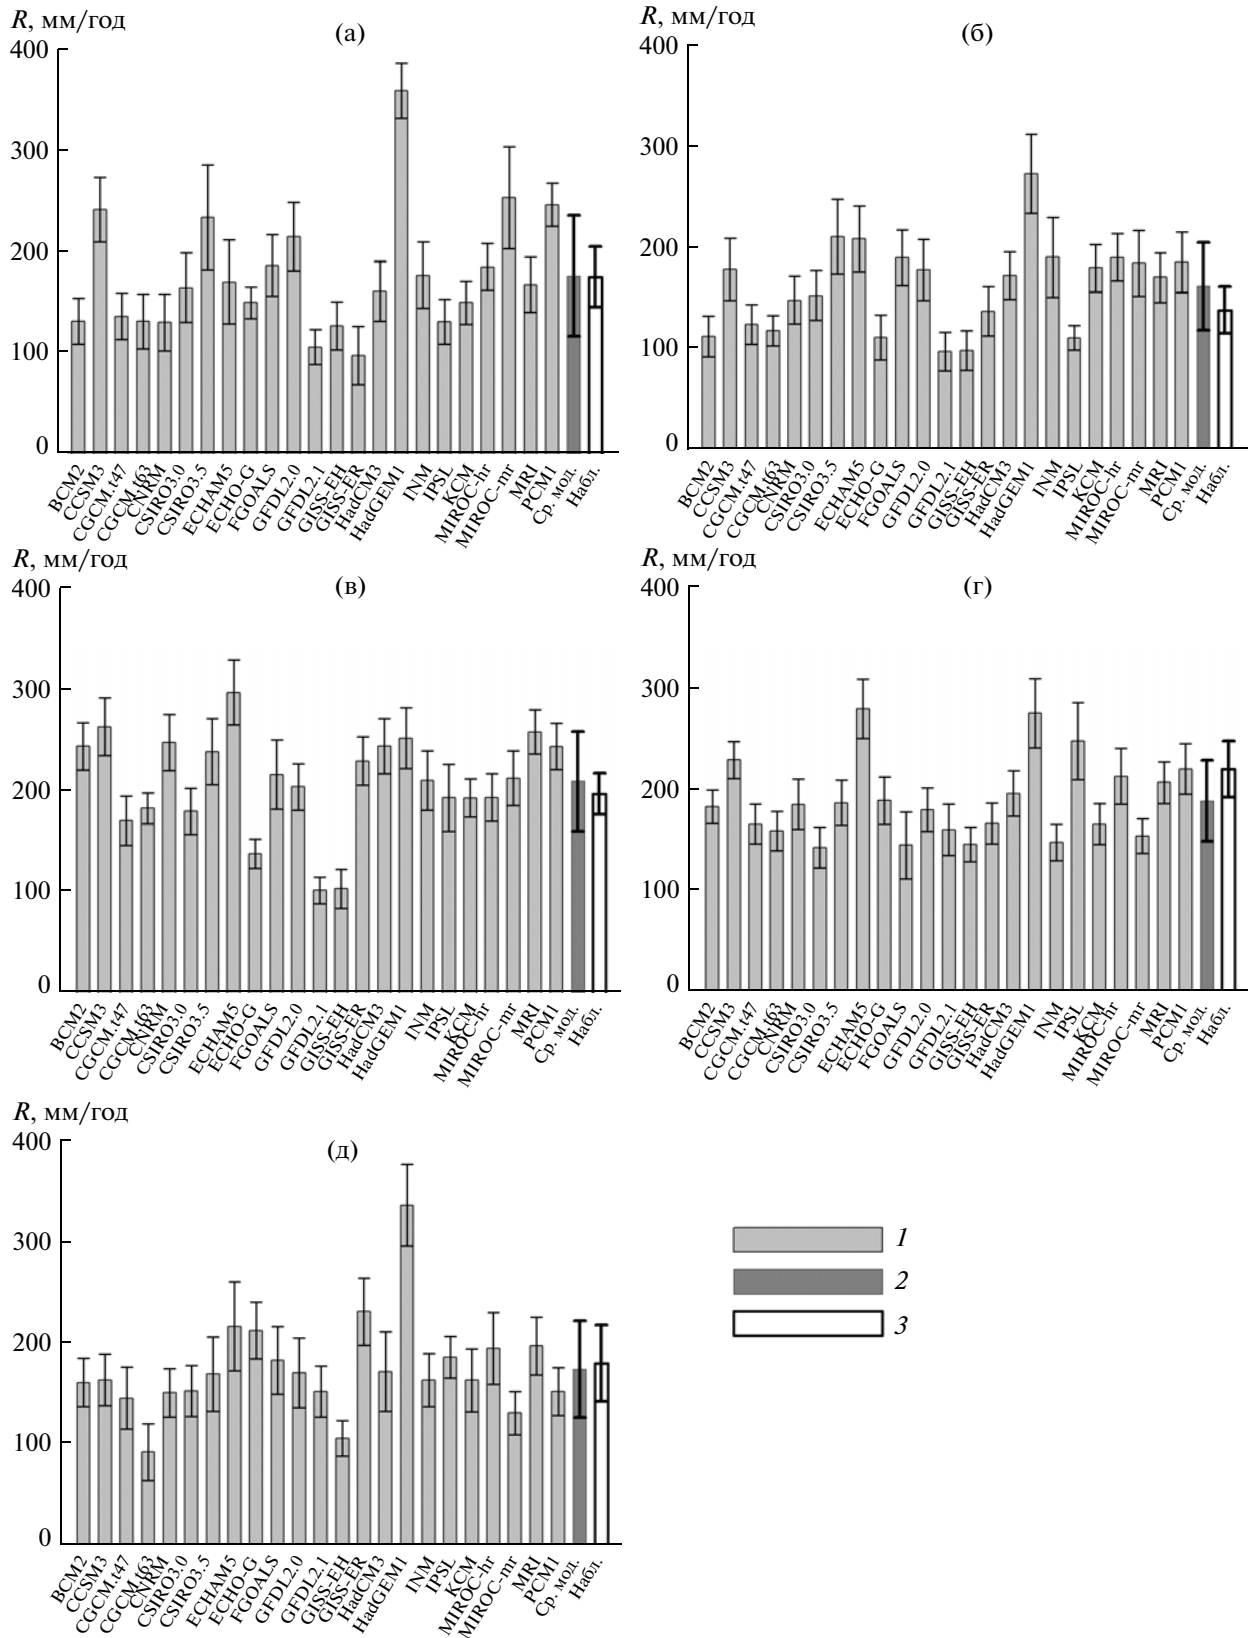 R, мм/год
(а)
400
300
200
100
0
BCM2
CCSM3
CGCM.t47
CGCM.t63
CNRM
CSIRO3.0
CSIRO3.5
ECHAM5
ECHO-G
FGOALS
GFDL2.0
GFDL2.1
GISS-EH
GISS-ER
HadCM3
HadGEM1
INM
IPSL
KCM
MIROC-hr
MIROC-mr
MRI
PCM1
Ср. мод.
Набл.
R, мм/год
(б)
400
300
200
100
0
BCM2
CCSM3
CGCM.t47
CGCM.t63
CNRM
CSIRO3.0
CSIRO3.5
ECHAM5
ECHO-G
FGOALS
GFDL2.0
GFDL2.1
GISS-EH
GISS-ER
HadCM3
HadGEM1
INM
IPSL
KCM
MIROC-hr
MIROC-mr
MRI
PCM1
Ср. мод.
Набл.
R, мм/год
(в)
400
300
200
100
0
BCM2
CCSM3
CGCM.t47
CGCM.t63
CNRM
CSIRO3.0
CSIRO3.5
ECHAM5
ECHO-G
FGOALS
GFDL2.0
GFDL2.1
GISS-EH
GISS-ER
HadCM3
HadGEM1
INM
IPSL
KCM
MIROC-hr
MIROC-mr
MRI
PCM1
Ср. мод.
Набл.
R, мм/год
(г)
400
300
200
100
0
BCM2
CCSM3
CGCM.t47
CGCM.t63
CNRM
CSIRO3.0
CSIRO3.5
ECHAM5
ECHO-G
FGOALS
GFDL2.0
GFDL2.1
GISS-EH
GISS-ER
HadCM3
HadGEM1
INM
IPSL
KCM
MIROC-hr
MIROC-mr
MRI
PCM1
Ср. мод.
Набл.
R, мм/год
(д)
400
300
200
100
0
BCM2
CCSM3
CGCM.t47
CGCM.t63
CNRM
CSIRO3.0
CSIRO3.5
ECHAM5
ECHO-G
FGOALS
GFDL2.0
GFDL2.1
GISS-EH
GISS-ER
HadCM3
HadGEM1
INM
IPSL
KCM
MIROC-hr
MIROC-mr
MRI
PCM1
Ср. мод.
Набл.
1
2
3